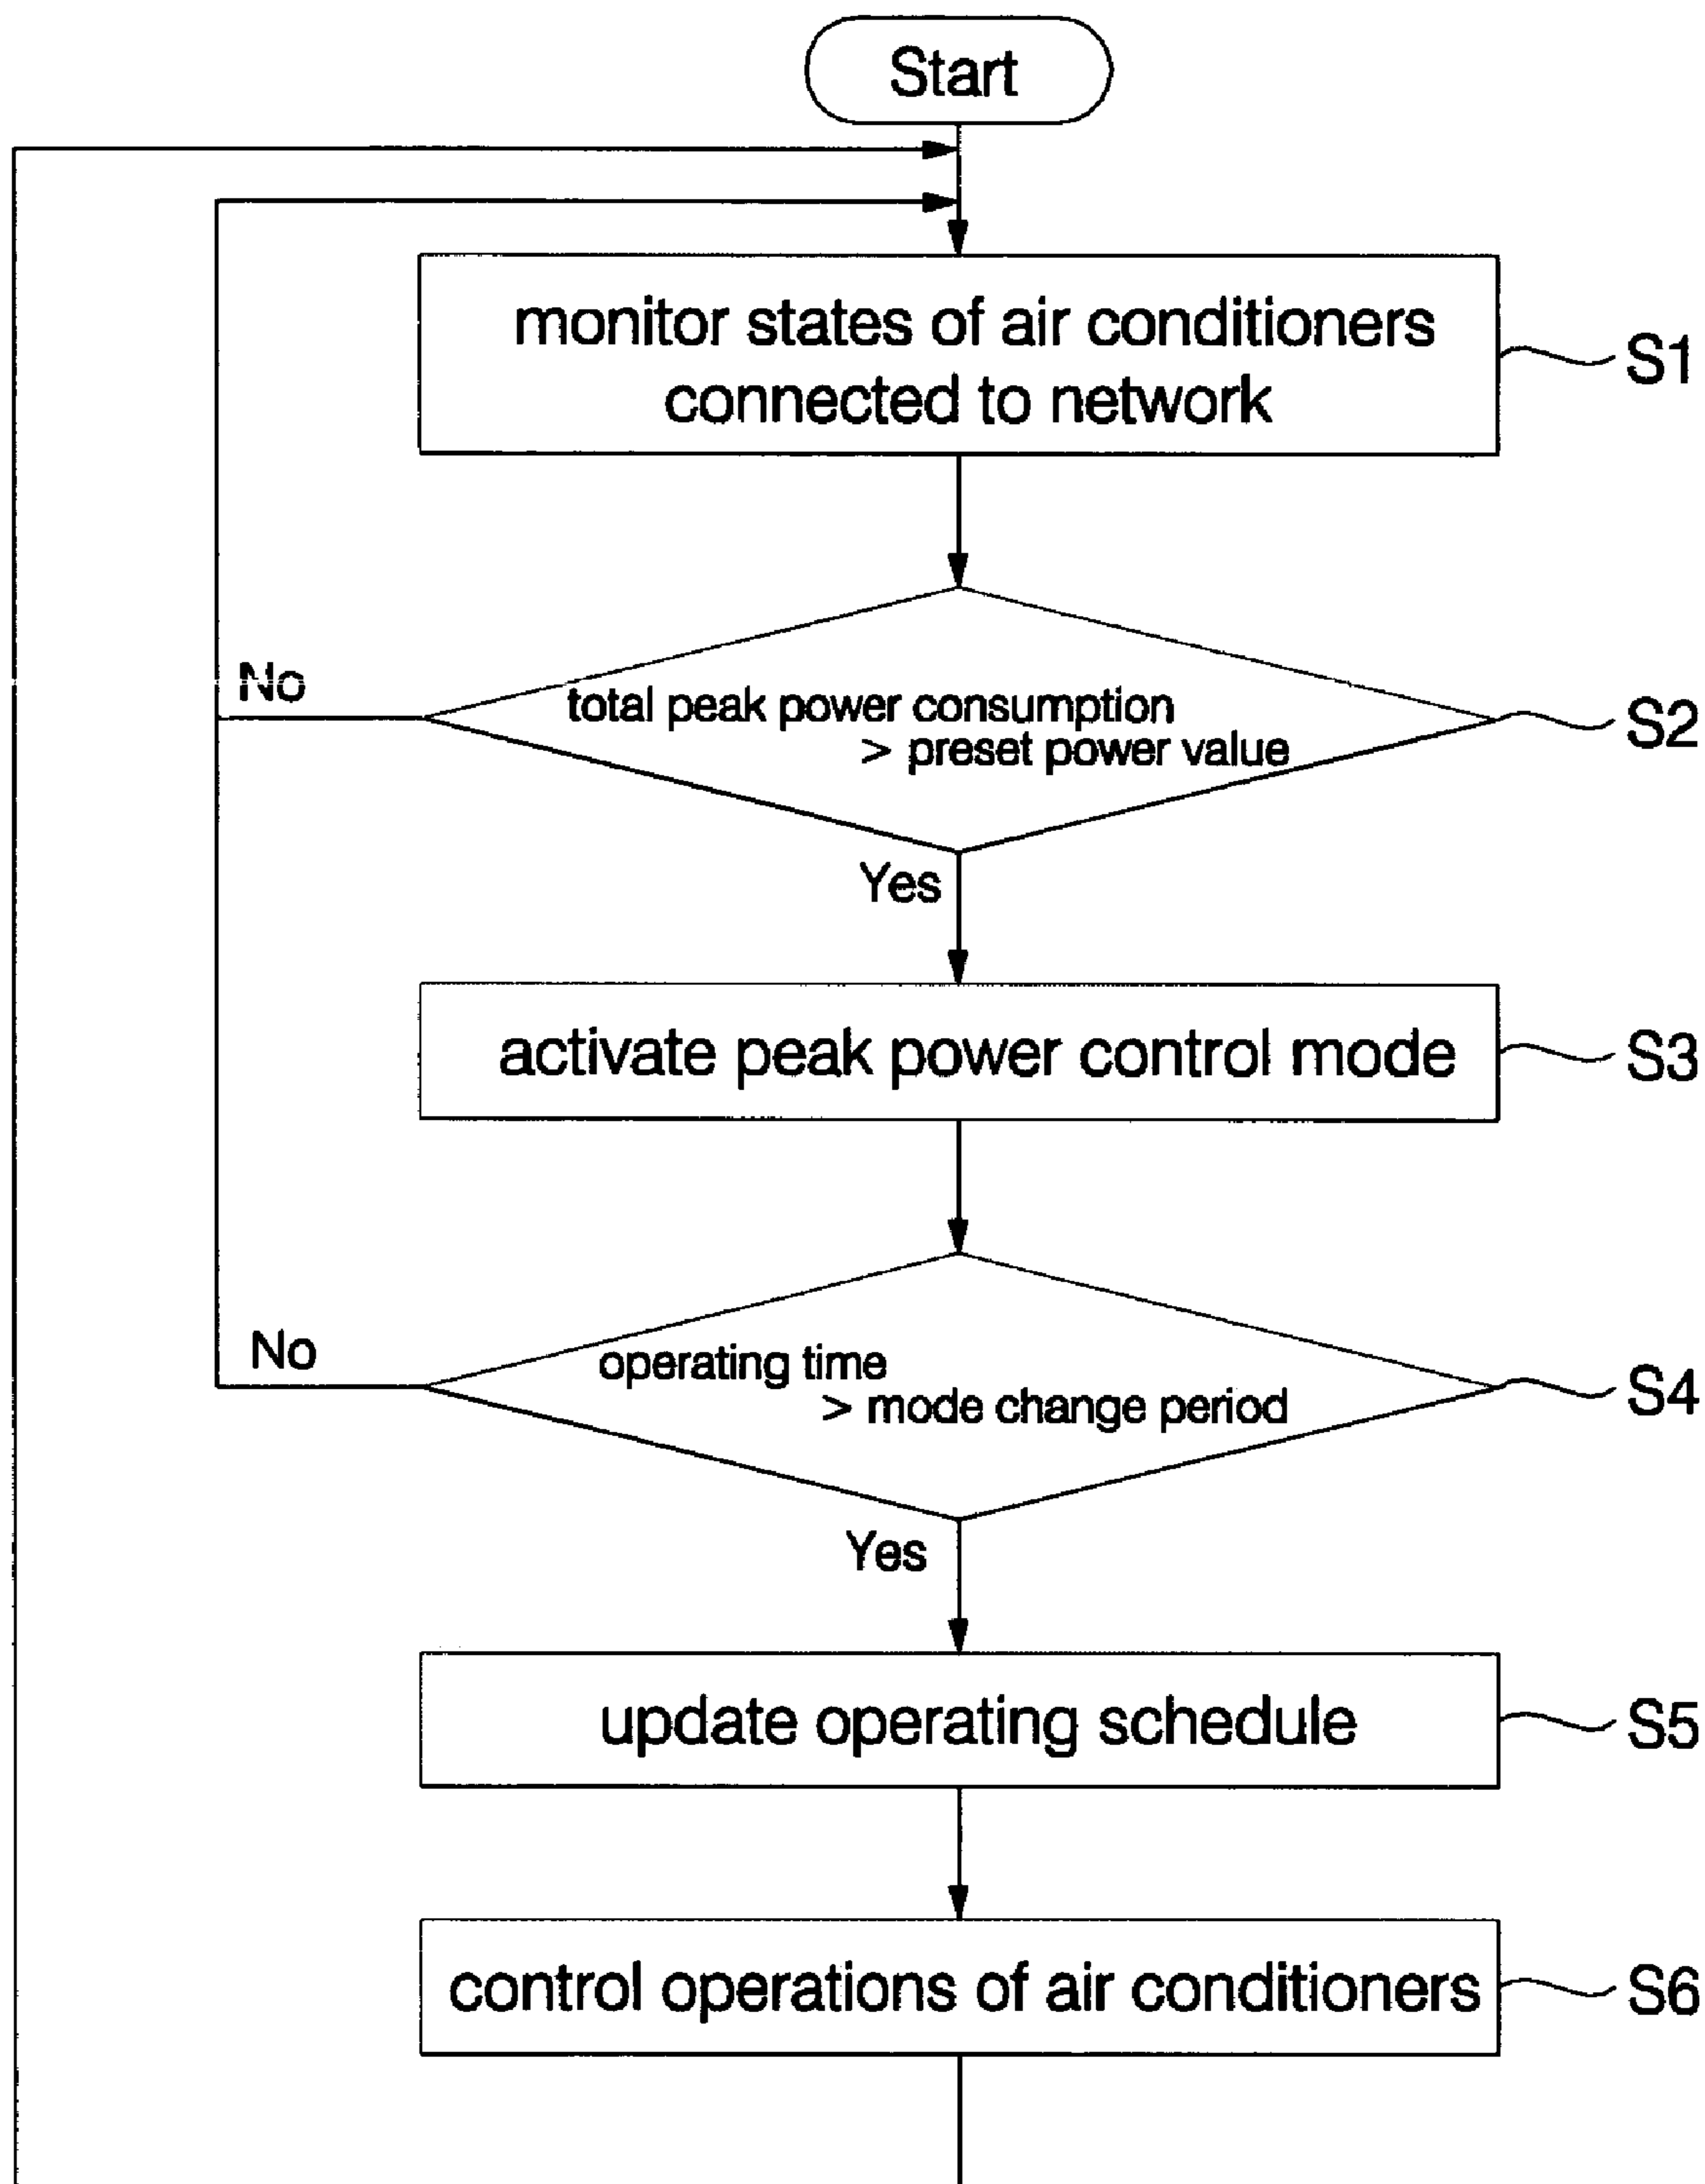 Start
monitor states of air conditioners
connected to network
S1
No
total peak power consumption
> preset power value
S2
Yes
activate peak power control mode
S3
No
operating time
> mode change period
S4
Yes
update operating schedule
S5
control operations of air conditioners
S6